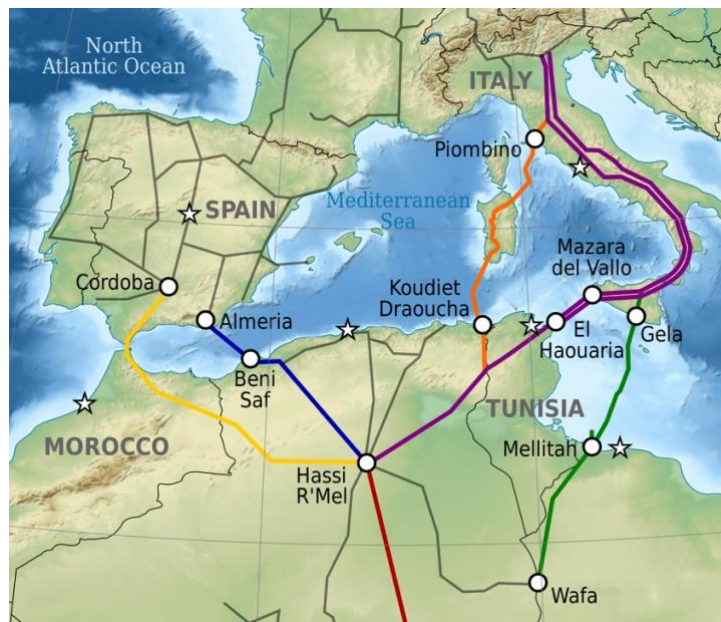 North
Atlantic Ocean
ITALY
Piombino
Mediterranean
Sea
SPAIN
Mazara
del Vallo
Cordoba
Koudiet
Draoucha
Almeria
El
Haouaria
Gela
Beni
Saf
TUNISIA
MOROCCO
Mellitah
Hassi
R'Mel
Wafa